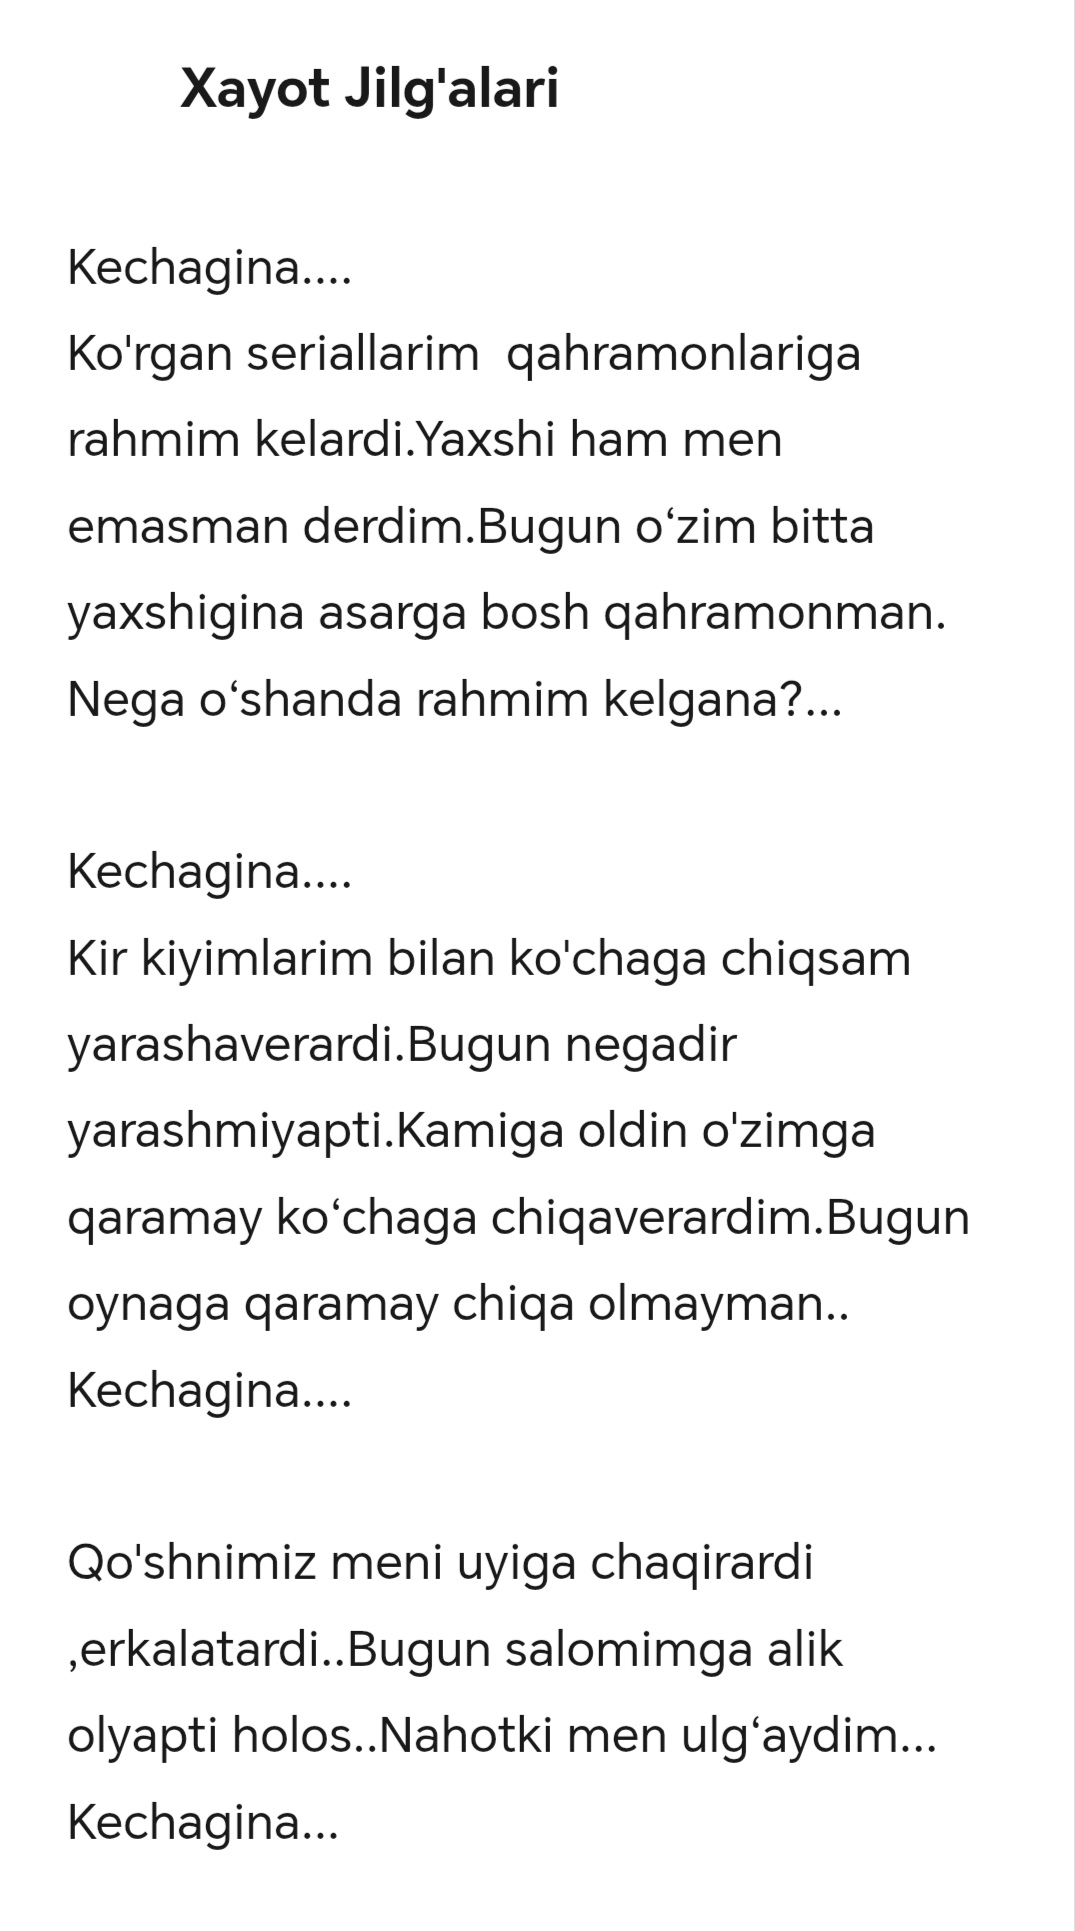 Xayot Jilg'alari
Kechagina....
Ko'rgan seriallarim  qahramonlariga
rahmim kelardi.Yaxshi ham men
emasman derdim.Bugun o‘zim bitta
yaxshigina asarga bosh qahramonman.
Nega o‘shanda rahmim kelgana?...
Kechagina....
Kir kiyimlarim bilan ko'chaga chiqsam
yarashaverardi.Bugun negadir
yarashmiyapti.Kamiga oldin o'zimga
qaramay ko‘chaga chiqaverardim.Bugun
oynaga qaramay chiqa olmayman..
Kechagina....
Qo'shnimiz meni uyiga chaqirardi
,erkalatardi..Bugun salomimga alik
olyapti holos..Nahotki men ulg‘aydim...
Kechagina...